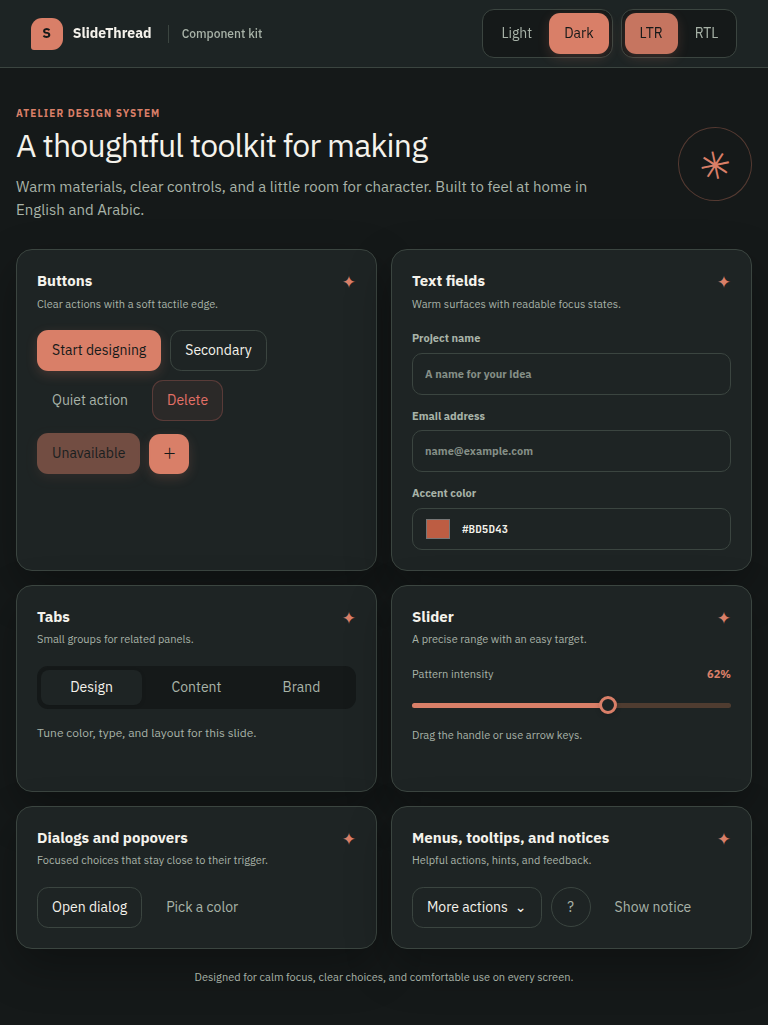 S SlideThread Component kit Light Dark LTR RTL
ATELIER DESIGN SYSTEM
A thoughtful toolkit for making
Warm materials, clear controls, and a little room for character. Built to feel at home in
English and Arabic.
Buttons
Clear actions with a soft tactile edge.
Start designing Secondary
Quiet action Delete
Unavailable +
Text fields
Warm surfaces with readable focus states.
Project name
A name for your idea
Email address
name@example.com
Accent color
#BD5D43
Tabs
Small groups for related panels.
Design Content Brand
Tune color, type, and layout for this slide.
Slider
A precise range with an easy target.
Pattern intensity 62%
Drag the handle or use arrow keys.
Dialogs and popovers
Focused choices that stay close to their trigger.
Open dialog Pick a color
Menus, tooltips, and notices
Helpful actions, hints, and feedback.
More actions ? Show notice
Designed for calm focus, clear choices, and comfortable use on every screen.